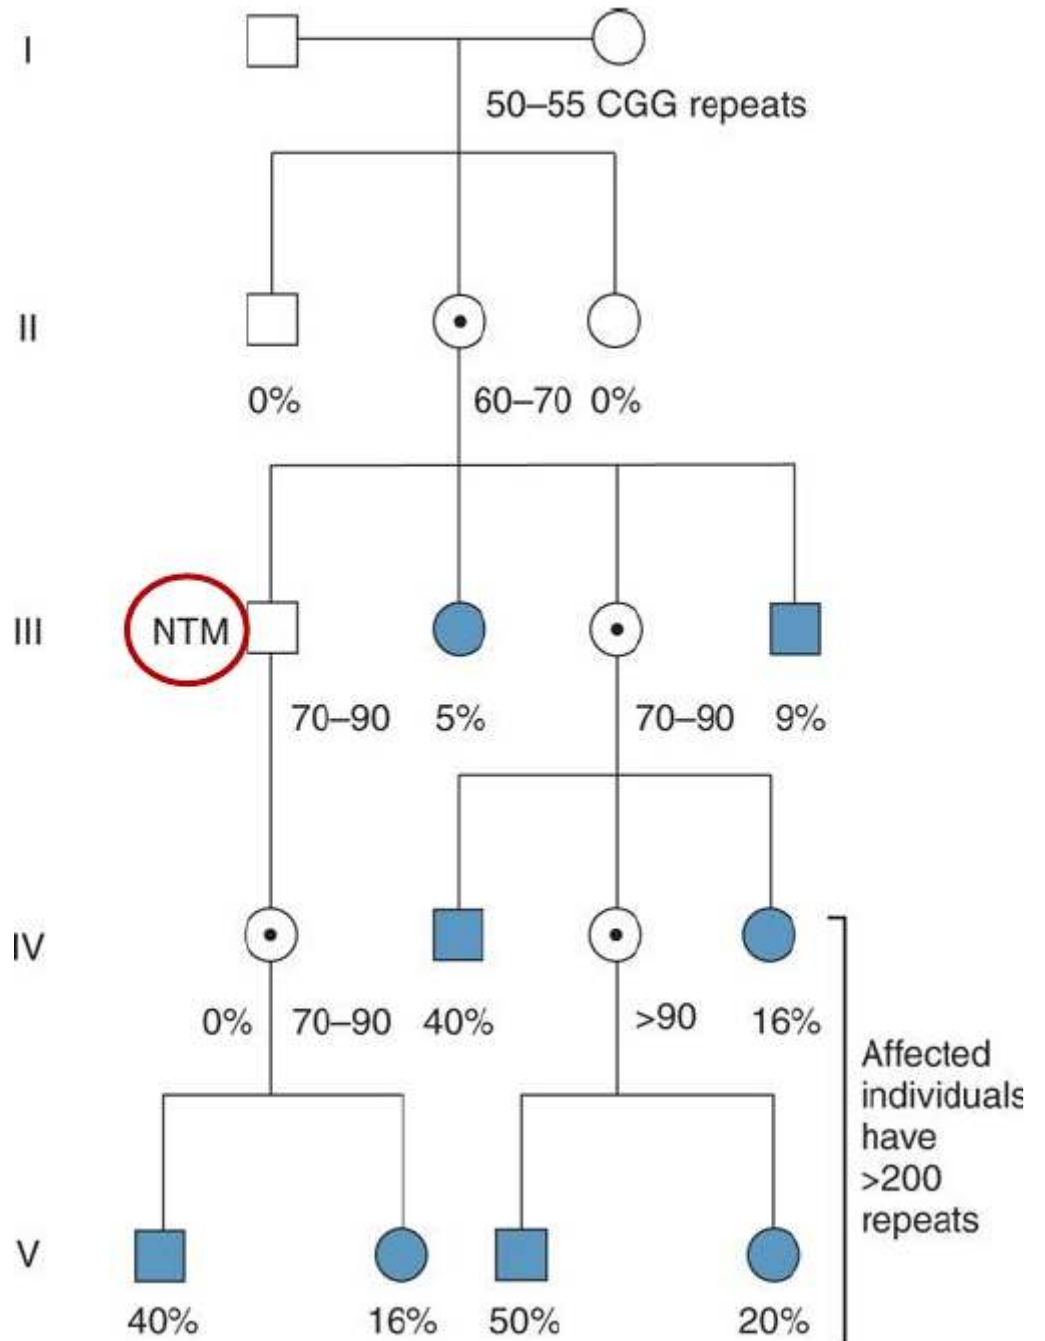 I
50–55 CGG repeats
II
0%
60–70 0%
III
NTM
70–90
5%
70–90
9%
IV
0%
70–90
40%
>90
16%
Affected
individuals
have
>200
repeats
V
40%
16%
50%
20%